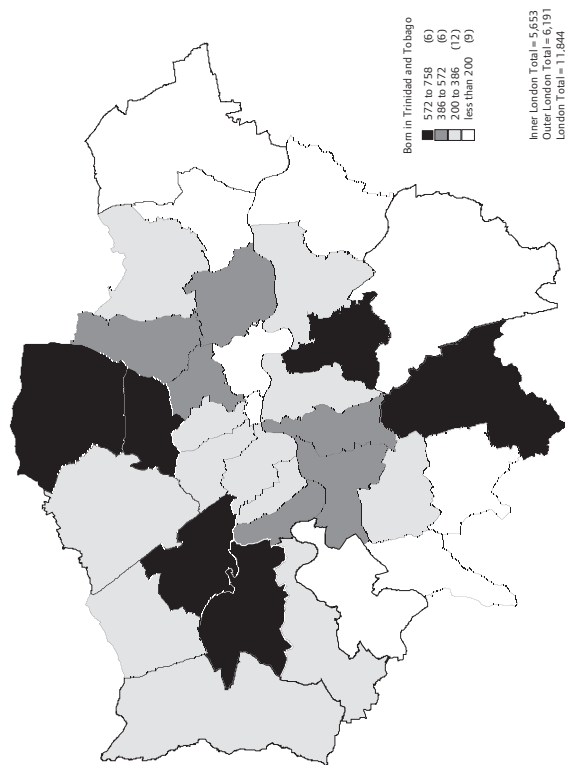 Born in Trinidad and Tobago
572 to 758 (6)
386 to 572 (6)
200 to 386 (12)
less than 200 (9)
Inner London Total = 5,653
Outer London Total = 6,191
London Total = 11,844